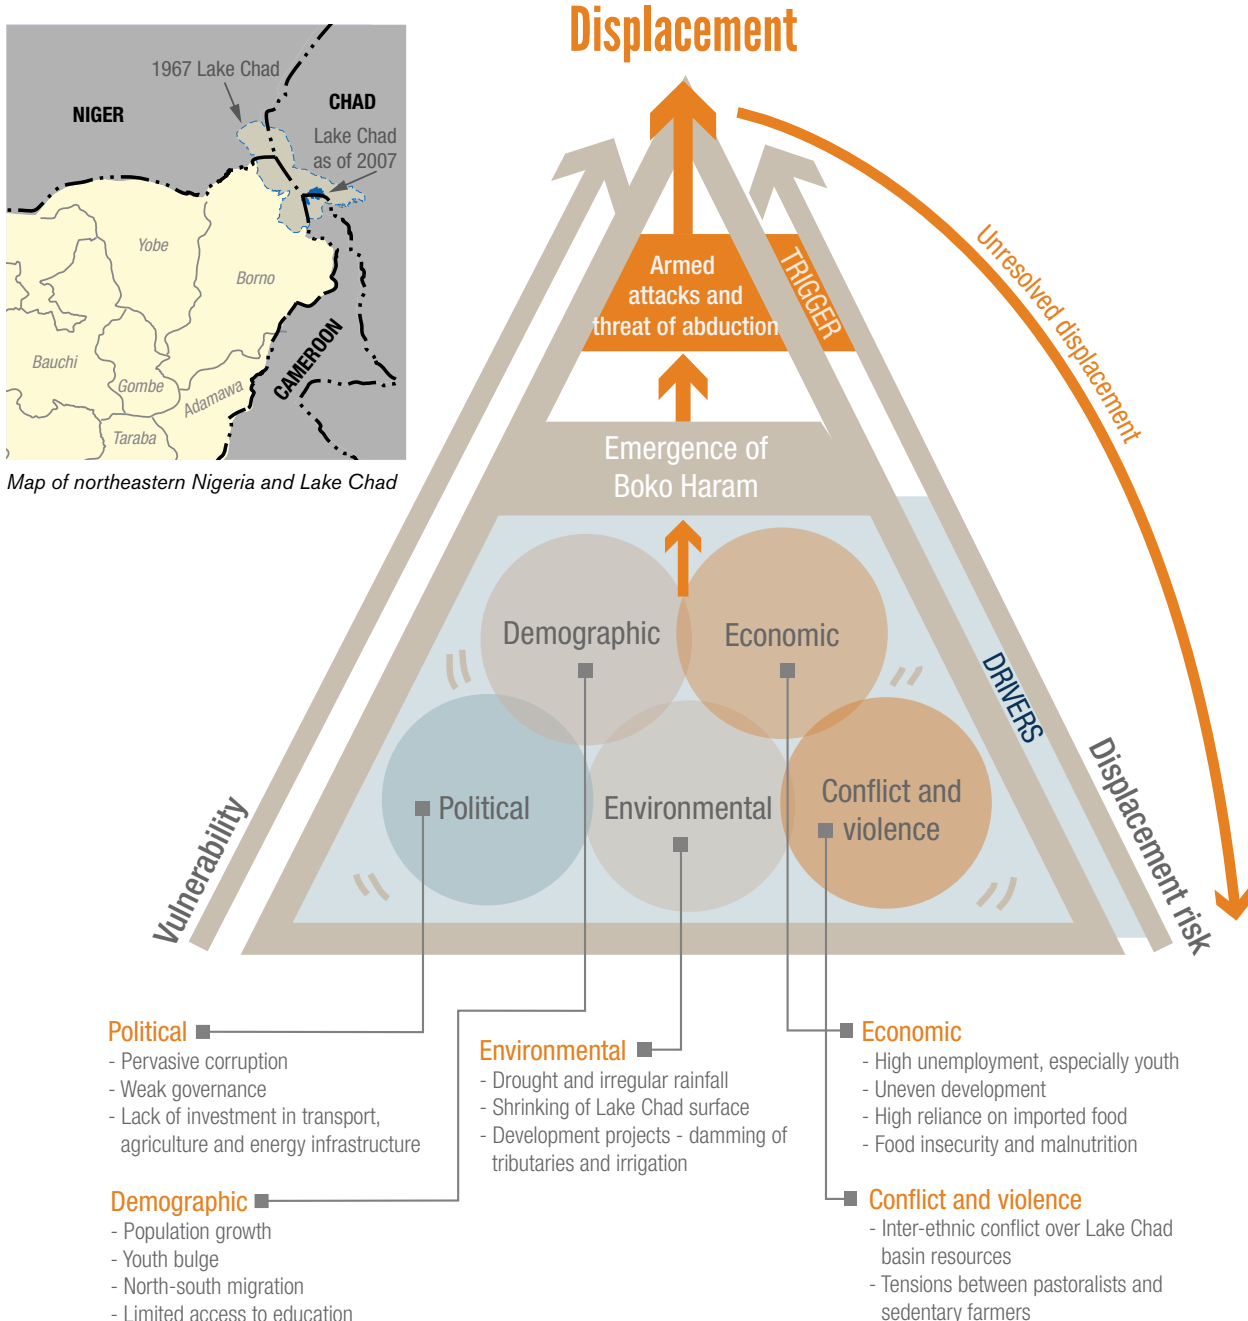 Displacement
1967 Lake Chad
NIGER
CHAD
Lake Chad
as of 2007
Yobe
Borno
Bauchi
Gombe
Adamawa
Taraba
CAMEROON
Map of northeastern Nigeria and Lake Chad
Armed
attacks and
threat of abduction
TRIGGER
Unresolved displacement
Emergence of
Boko Haram
Demographic
Economic
DRIVERS
Political
Environmental
Conflict and
violence
Vulnerability
Displacement risk
Political
- Pervasive corruption
- Weak governance
- Lack of investment in transport,
agriculture and energy infrastructure
Demographic
- Population growth
- Youth bulge
- North-south migration
- Limited access to education
Environmental
- Drought and irregular rainfall
- Shrinking of Lake Chad surface
- Development projects - damming of
tributaries and irrigation
Economic
- High unemployment, especially youth
- Uneven development
- High reliance on imported food
- Food insecurity and malnutrition
Conflict and violence
- Inter-ethnic conflict over Lake Chad
basin resources
- Tensions between pastoralists and
sedentary farmers